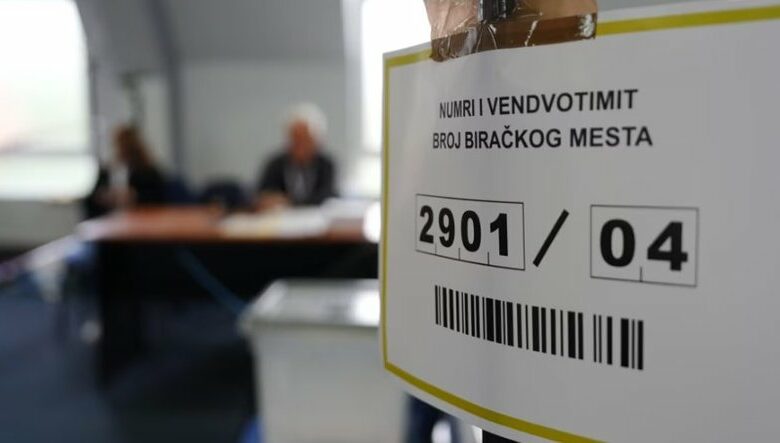 NUMRI I VENDVOTIMIT
BROJ BIRAČKOG MESTA
2901 / 04